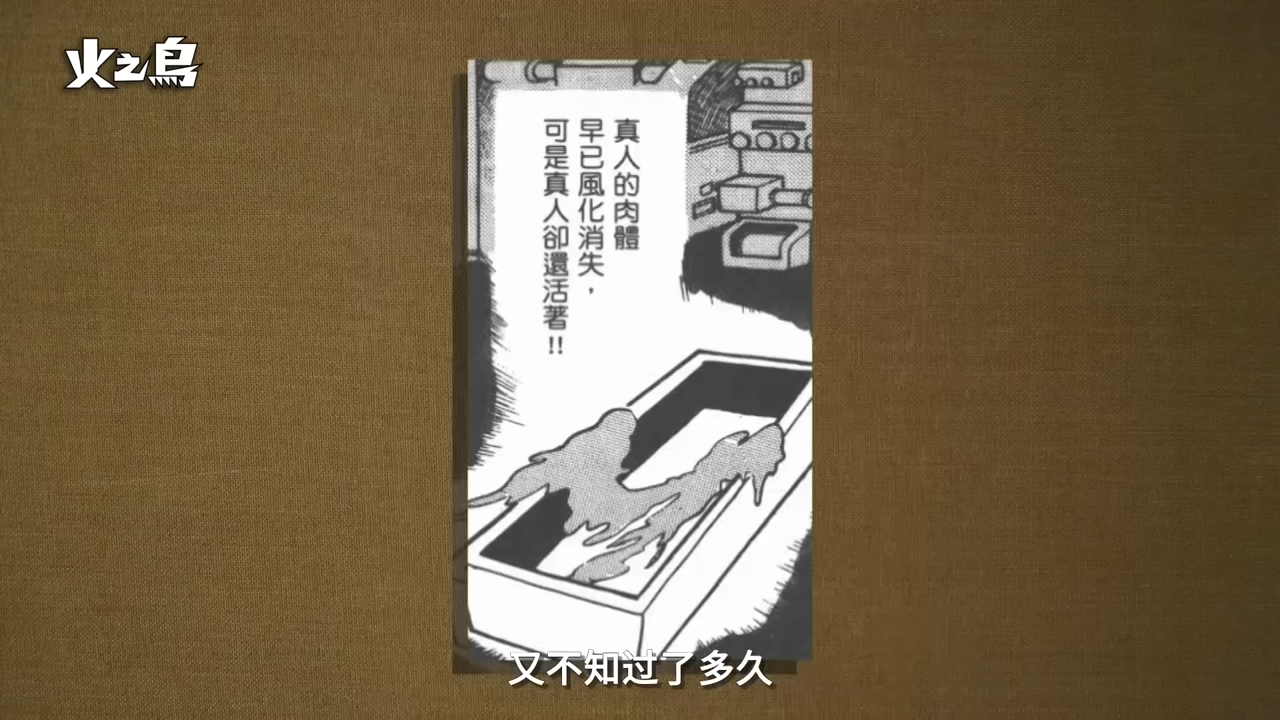 火之鳥
真人的肉體
早已風化消失，
可是真人卻還活著!!
又不知过了多久